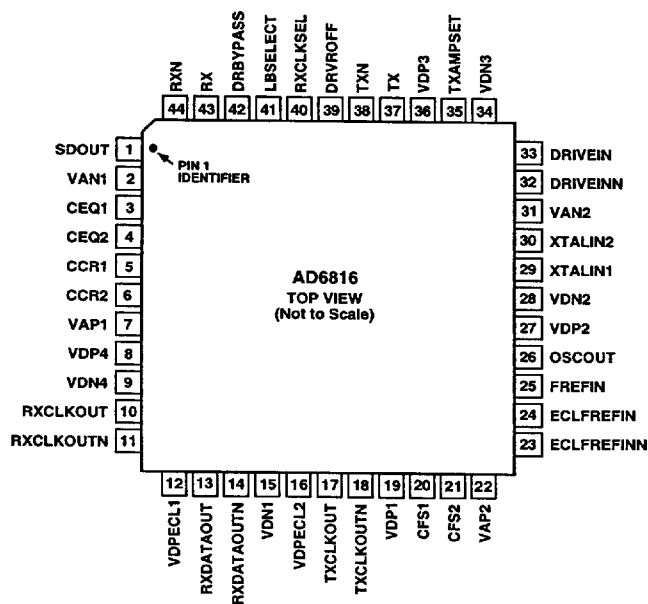 RXN
RX
DRBYPASS
LBSELECT
RXCLKSEL
DRVROFF
TXN
TX
VDP3
TXAMPSET
VDN3
44 43 42 41 40 39 38 37 36 35 34
SDOUT 1
VAN1 2
CEQ1 3
CEQ2 4
CCR1 5
CCR2 6
VAP1 7
VDP4 8
VDN4 9
RXCLKOUT 10
RXCLKOUTN 11
PIN 1
IDENTIFIER
AD6816
TOP VIEW
(Not to Scale)
33 DRIVEIN
32 DRIVEINN
31 VAN2
30 XTALIN2
29 XTALIN1
28 VDN2
27 VDP2
26 OSCOUT
25 FREFIN
24 ECLFREFIN
23 ECLFREFINN
12 13 14 15 16 17 18 19 20 21 22
VDPECL1
RXDATAOUT
RXDATAOUTN
VDN1
VDPECL2
TXCLKOUT
TXCLKOUTN
VDP1
CFS1
CFS2
VAP2